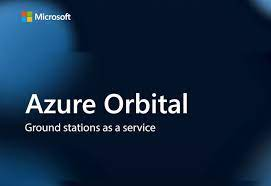 Microsoft
Azure Orbital
Ground stations as a service